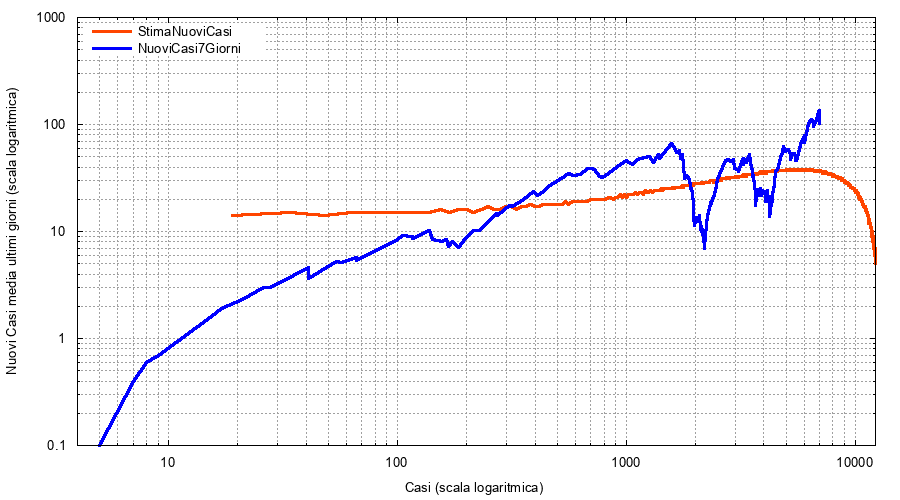 1000
StimaNuoviCasi
NuoviCasi7Giorni
100
10
1
0.1
Nuovi Casi media ultimi giorni (scala logaritmica)
10 100 1000 10000
Casi (scala logaritmica)